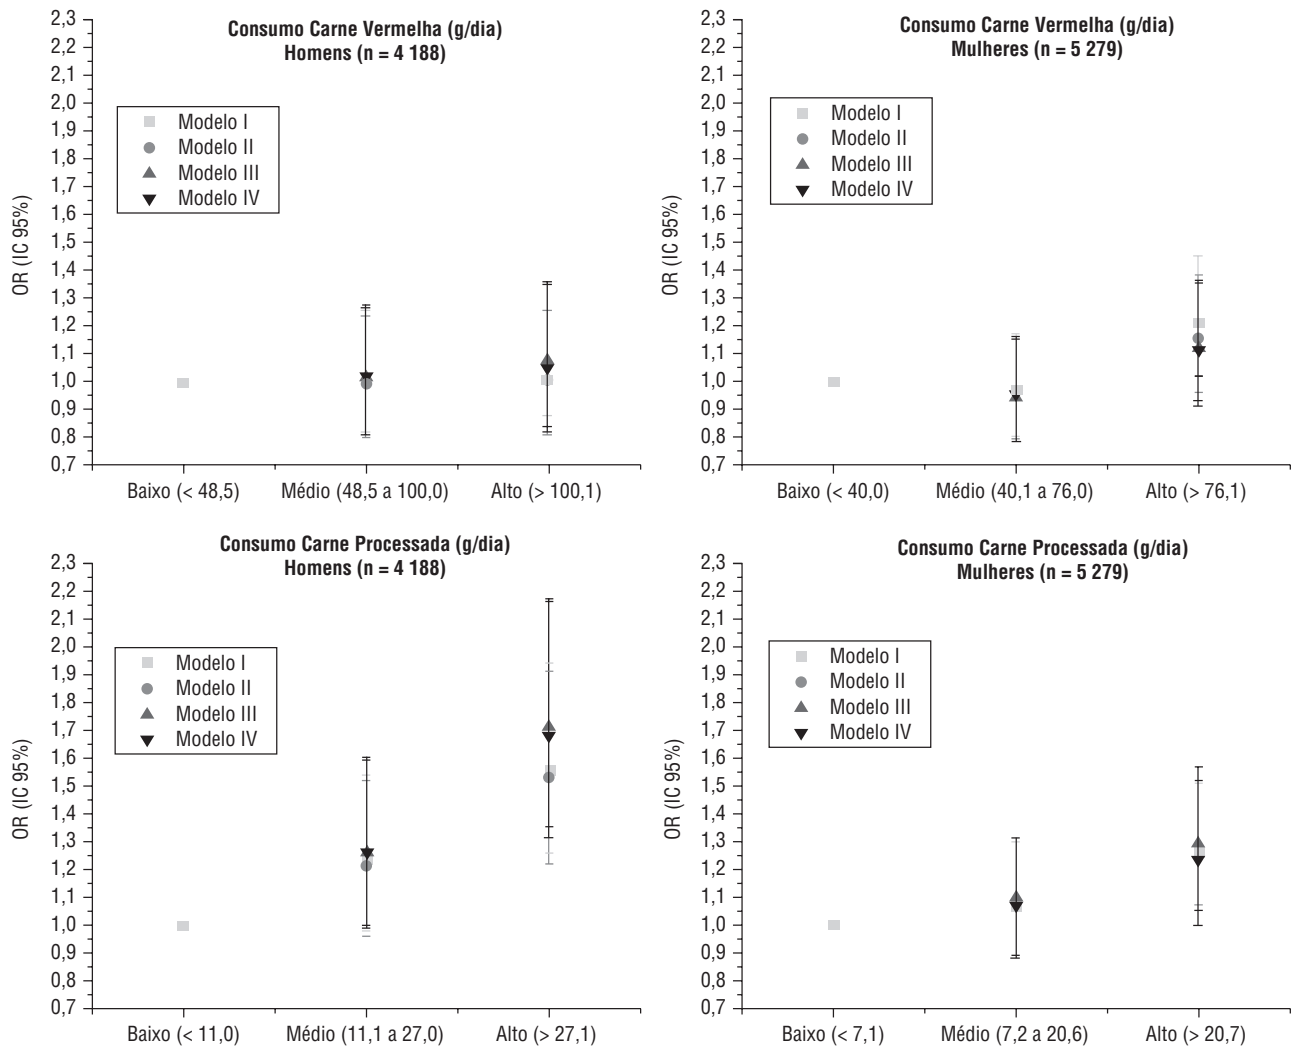 Consumo Carne Vermelha (g/dia)
Homens (n = 4 188)
2,3
2,2
2,1
2,0
1,9
1,8
1,7
1,6
1,5
1,4
1,3
1,2
1,1
1,0
0,9
0,8
0,7
OR (IC 95%)
Modelo I
Modelo II
Modelo III
Modelo IV
Baixo (< 48,5)
Médio (48,5 a 100,0)
Alto (> 100,1)
Consumo Carne Vermelha (g/dia)
Mulheres (n = 5 279)
2,3
2,2
2,1
2,0
1,9
1,8
1,7
1,6
1,5
1,4
1,3
1,2
1,1
1,0
0,9
0,8
0,7
OR (IC 95%)
Modelo I
Modelo II
Modelo III
Modelo IV
Baixo (< 40,0)
Médio (40,1 a 76,0)
Alto (> 76,1)
Consumo Carne Processada (g/dia)
Homens (n = 4 188)
2,3
2,2
2,1
2,0
1,9
1,8
1,7
1,6
1,5
1,4
1,3
1,2
1,1
1,0
0,9
0,8
0,7
OR (IC 95%)
Modelo I
Modelo II
Modelo III
Modelo IV
Baixo (< 11,0)
Médio (11,1 a 27,0)
Alto (> 27,1)
Consumo Carne Processada (g/dia)
Mulheres (n = 5 279)
2,3
2,2
2,1
2,0
1,9
1,8
1,7
1,6
1,5
1,4
1,3
1,2
1,1
1,0
0,9
0,8
0,7
OR (IC 95%)
Modelo I
Modelo II
Modelo III
Modelo IV
Baixo (< 7,1)
Médio (7,2 a 20,6)
Alto (> 20,7)